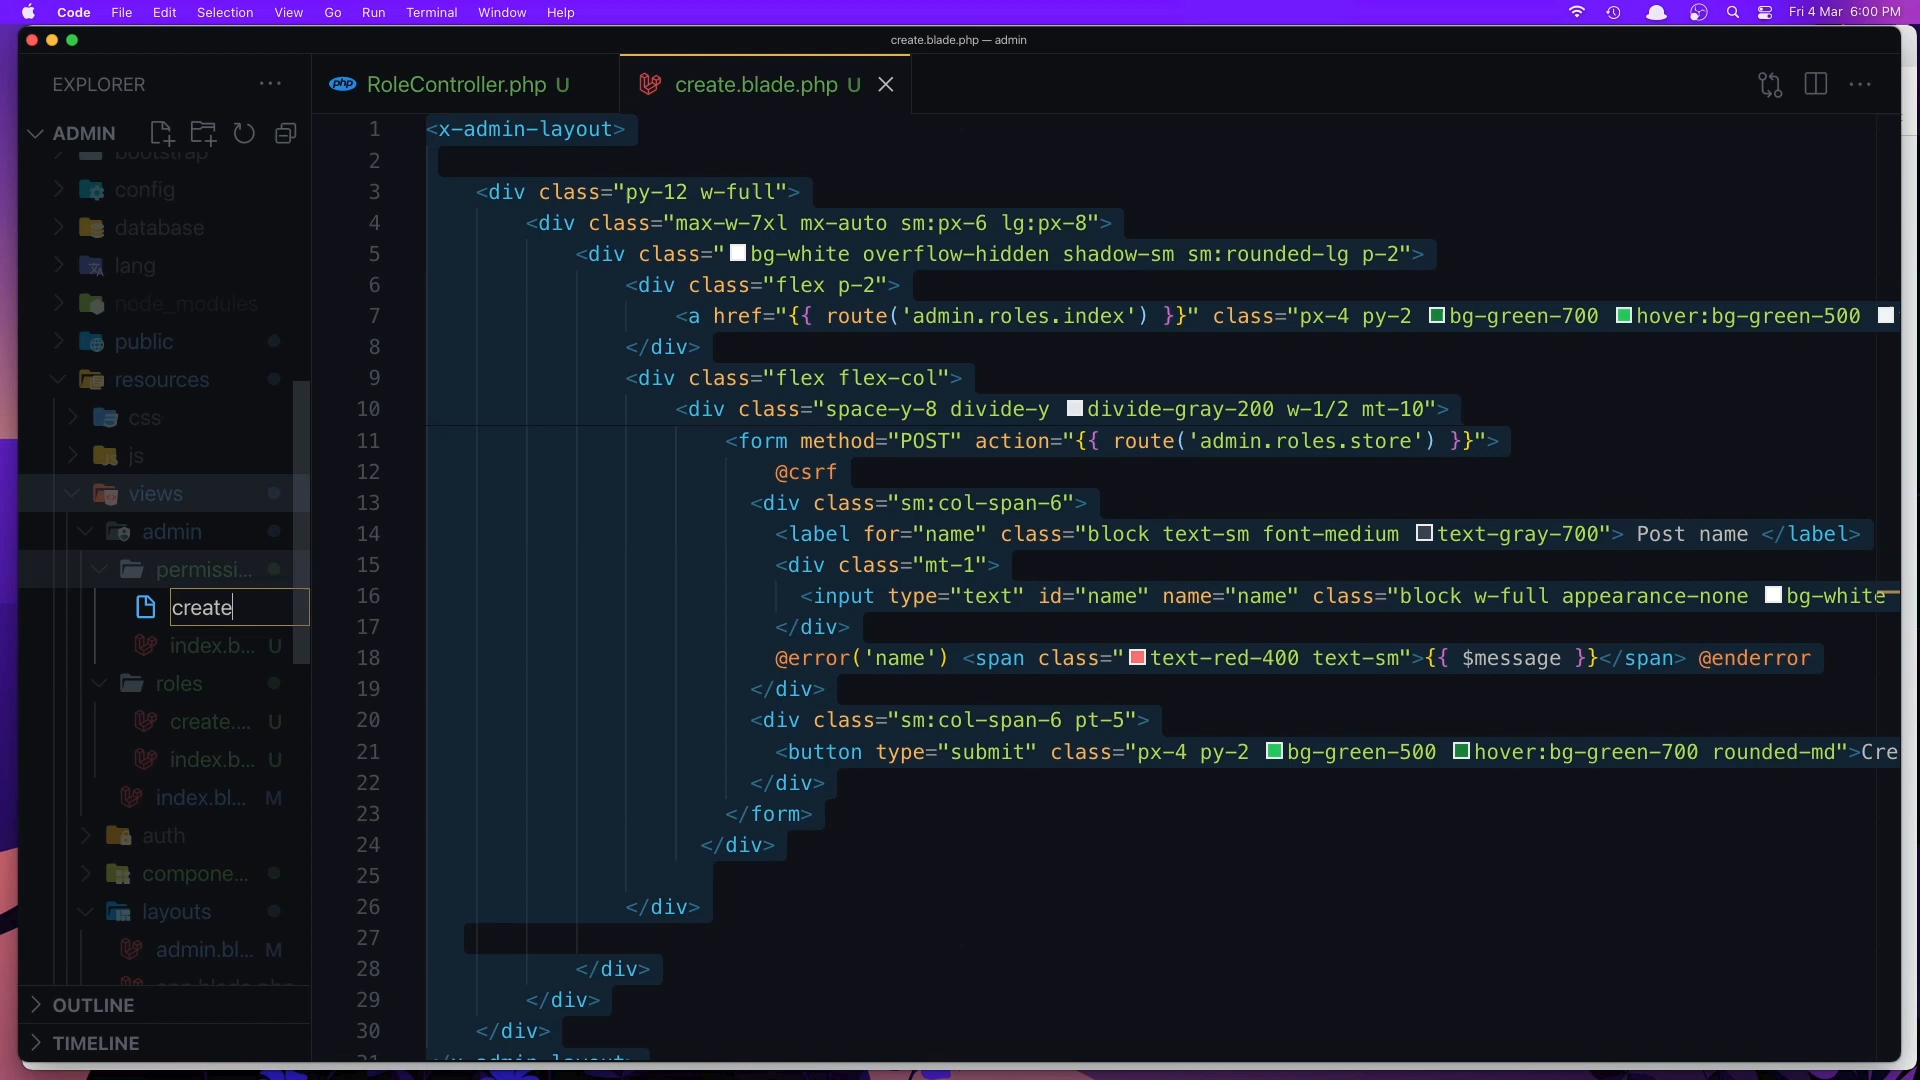 Code File Edit Selection View Go Run Terminal Window Help Fri 4 Mar 6:00 PM
create.blade.php — admin
EXPLORER
ADMIN
bootstrap
config
database
lang
node_modules
public
resources
css
js
views
admin
permissi...
create
index.b... U
roles
create.... U
index.b... U
index.bl... M
auth
compone...
layouts
admin.bl... M
app.blade.php
OUTLINE
TIMELINE
php RoleController.php U
create.blade.php U
1 <x-admin-layout>
2
3 <div class="py-12 w-full">
4 <div class="max-w-7xl mx-auto sm:px-6 lg:px-8">
5 <div class="bg-white overflow-hidden shadow-sm sm:rounded-lg p-2">
6 <div class="flex p-2">
7 <a href="{{ route('admin.roles.index') }}" class="px-4 py-2 bg-green-700 hover:bg-green-500
8 </div>
9 <div class="flex flex-col">
10 <div class="space-y-8 divide-y divide-gray-200 w-1/2 mt-10">
11 <form method="POST" action="{{ route('admin.roles.store') }}">
12 @csrf
13 <div class="sm:col-span-6">
14 <label for="name" class="block text-sm font-medium text-gray-700"> Post name </label>
15 <div class="mt-1">
16 <input type="text" id="name" name="name" class="block w-full appearance-none bg-white
17 </div>
18 @error('name') <span class="text-red-400 text-sm">{{ $message }}</span> @enderror
19 </div>
20 <div class="sm:col-span-6 pt-5">
21 <button type="submit" class="px-4 py-2 bg-green-500 hover:bg-green-700 rounded-md">Cre
22 </div>
23 </form>
24 </div>
25
26 </div>
27
28 </div>
29 </div>
30 </div>
31 </x-admin-layout>